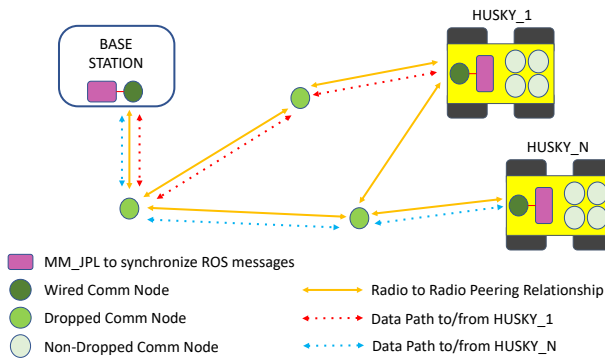 HUSKY_1
BASE
STATION
HUSKY_N
MM_JPL to synchronize ROS messages
Wired Comm Node
Dropped Comm Node
Non-Dropped Comm Node
Radio to Radio Peering Relationship
Data Path to/from HUSKY_1
Data Path to/from HUSKY_N